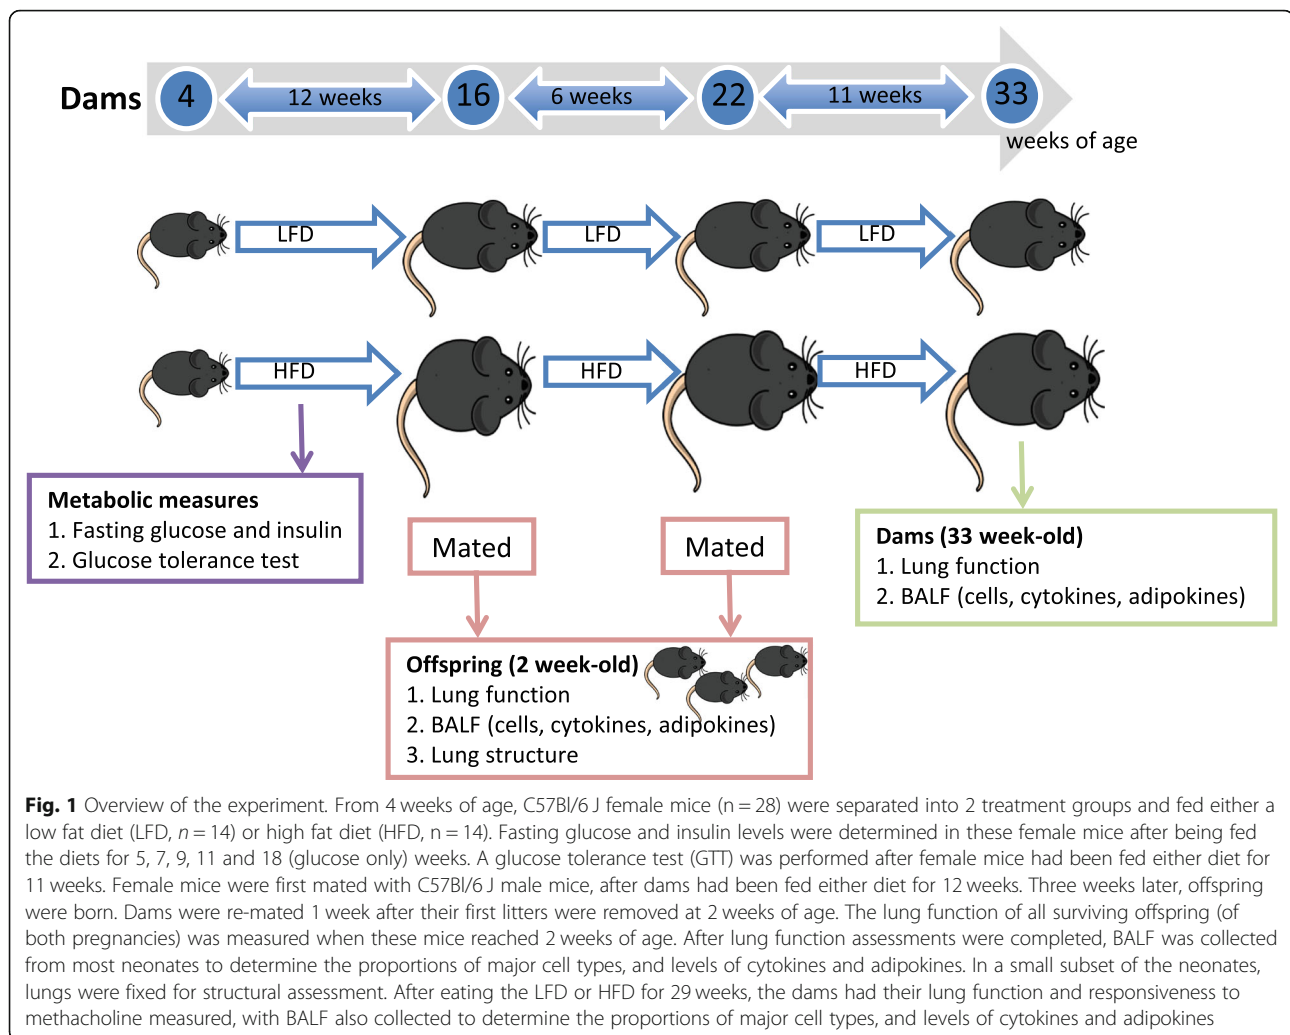 Dams
4
12 weeks
16
6 weeks
22
11 weeks
33
weeks of age
LFD
LFD
LFD
HFD
HFD
HFD
Metabolic measures
1. Fasting glucose and insulin
2. Glucose tolerance test
Mated
Mated
Dams (33 week-old)
1. Lung function
2. BALF (cells, cytokines, adipokines)
Offspring (2 week-old)
1. Lung function
2. BALF (cells, cytokines, adipokines)
3. Lung structure
Fig. 1 Overview of the experiment. From 4 weeks of age, C57Bl/6 J female mice (n = 28) were separated into 2 treatment groups and fed either a
low fat diet (LFD, n = 14) or high fat diet (HFD, n = 14). Fasting glucose and insulin levels were determined in these female mice after being fed
the diets for 5, 7, 9, 11 and 18 (glucose only) weeks. A glucose tolerance test (GTT) was performed after female mice had been fed either diet for
11 weeks. Female mice were first mated with C57Bl/6 J male mice, after dams had been fed either diet for 12 weeks. Three weeks later, offspring
were born. Dams were re-mated 1 week after their first litters were removed at 2 weeks of age. The lung function of all surviving offspring (of
both pregnancies) was measured when these mice reached 2 weeks of age. After lung function assessments were completed, BALF was collected
from most neonates to determine the proportions of major cell types, and levels of cytokines and adipokines. In a small subset of the neonates,
lungs were fixed for structural assessment. After eating the LFD or HFD for 29 weeks, the dams had their lung function and responsiveness to
methacholine measured, with BALF also collected to determine the proportions of major cell types, and levels of cytokines and adipokines